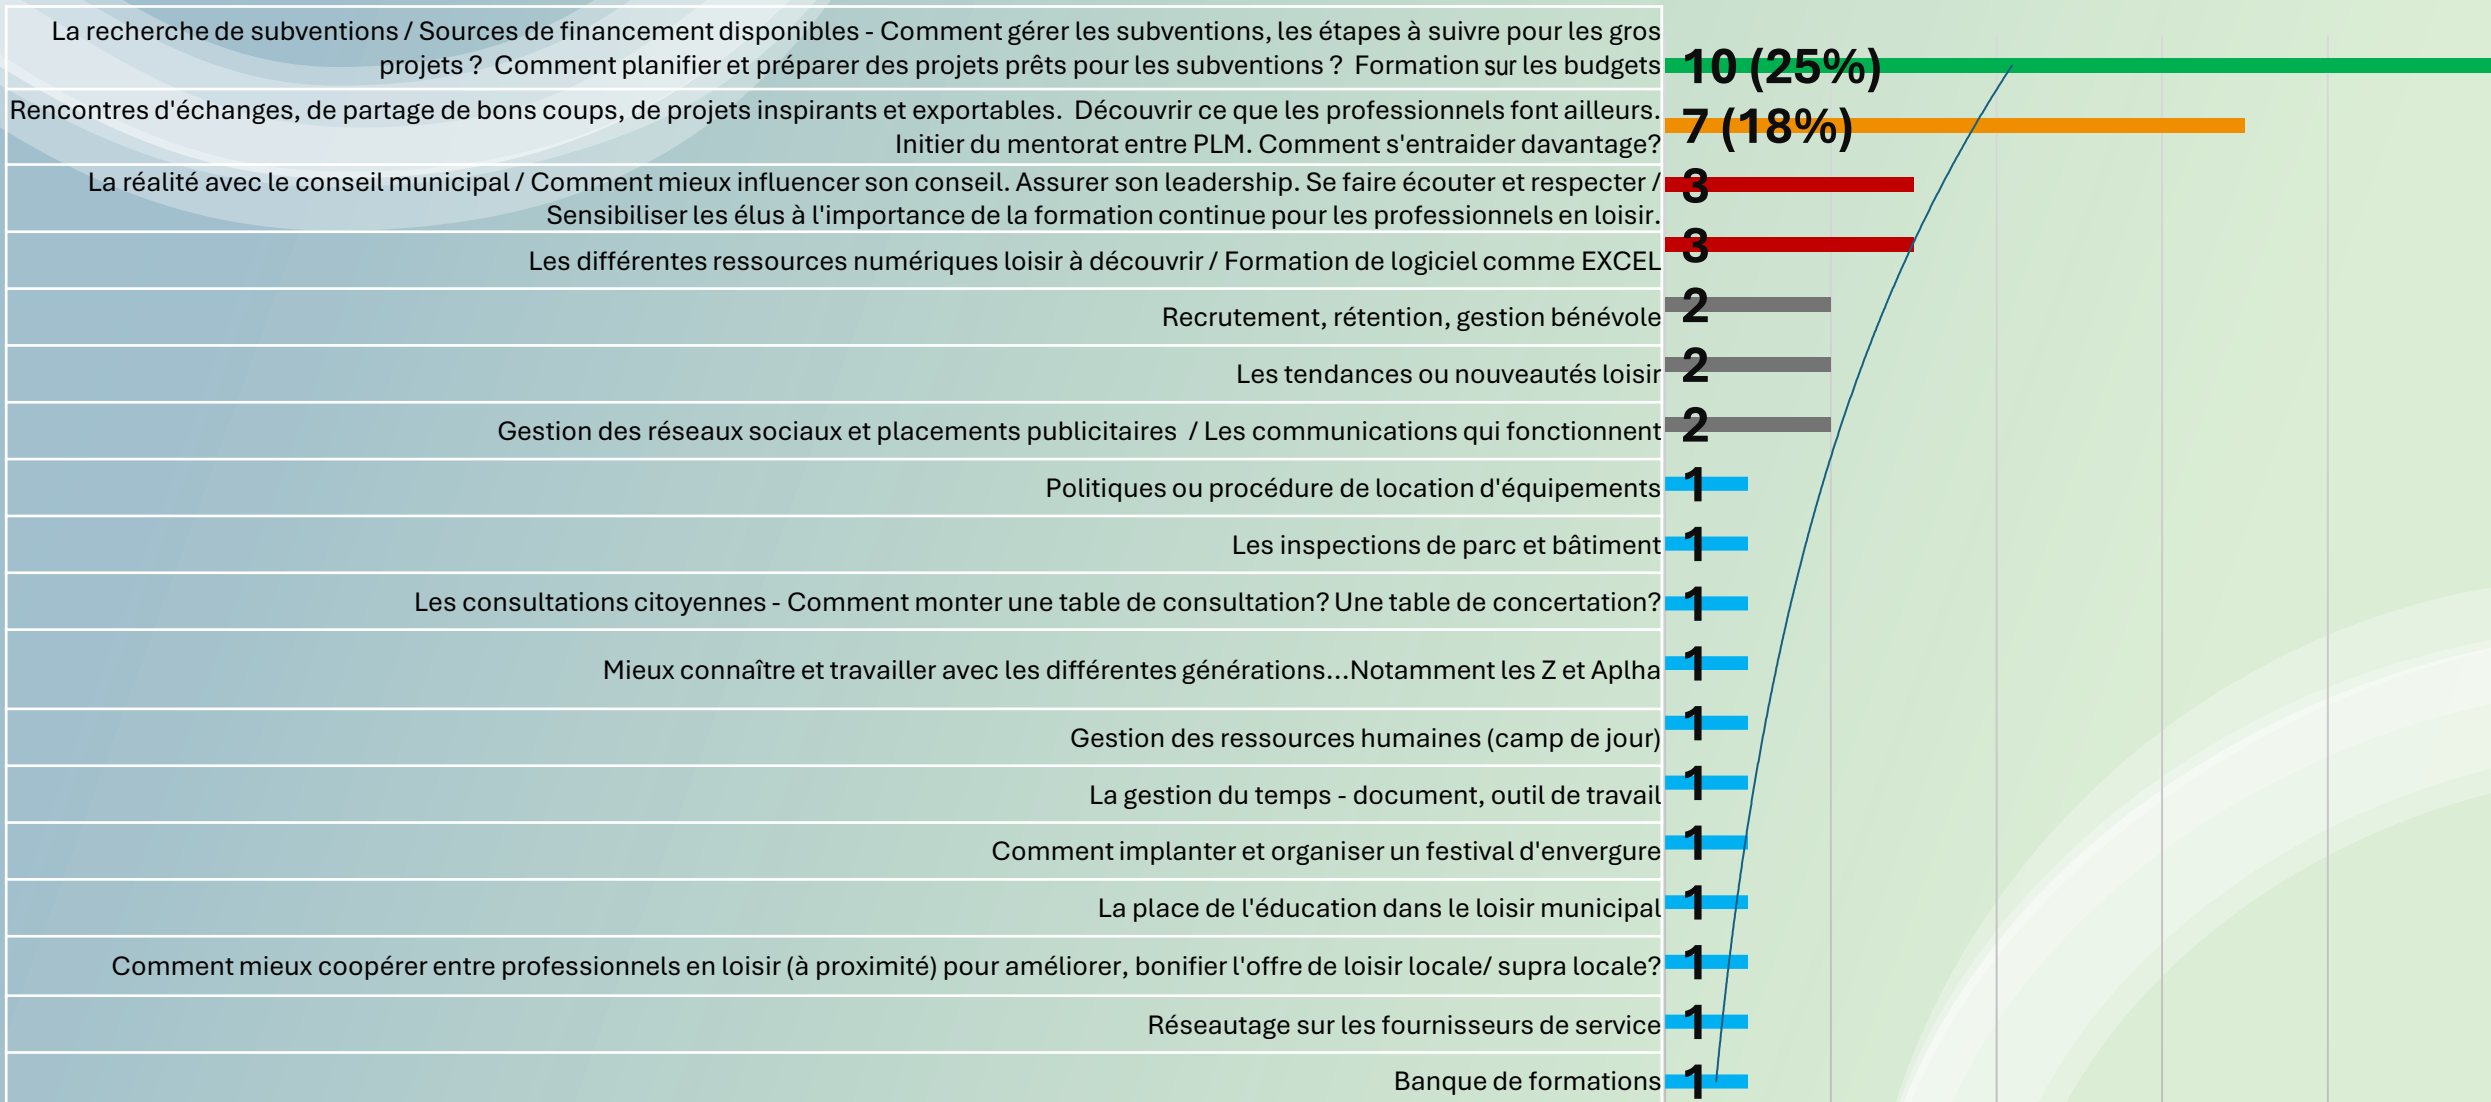 La recherche de subventions / Sources de financement disponibles - Comment gérer les subventions, les étapes à suivre pour les gros
projets ? Comment planifier et préparer des projets prêts pour les subventions ? Formation sur les budgets
10 (25%)
Rencontres d'échanges, de partage de bons coups, de projets inspirants et exportables. Découvrir ce que les professionnels font ailleurs.
Initier du mentorat entre PLM. Comment s'entraider davantage?
7 (18%)
La réalité avec le conseil municipal / Comment mieux influencer son conseil. Assurer son leadership. Se faire écouter et respecter /
Sensibiliser les élus à l'importance de la formation continue pour les professionnels en loisir.
3
Les différentes ressources numériques loisir à découvrir / Formation de logiciel comme EXCEL
3
Recrutement, rétention, gestion bénévole
2
Les tendances ou nouveautés loisir
2
Gestion des réseaux sociaux et placements publicitaires / Les communications qui fonctionnent
2
Politiques ou procédure de location d'équipements
1
Les inspections de parc et bâtiment
1
Les consultations citoyennes - Comment monter une table de consultation? Une table de concertation?
1
Mieux connaître et travailler avec les différentes générations...Notamment les Z et Aplha
1
Gestion des ressources humaines (camp de jour)
1
La gestion du temps - document, outil de travail
1
Comment implanter et organiser un festival d'envergure
1
La place de l'éducation dans le loisir municipal
1
Comment mieux coopérer entre professionnels en loisir (à proximité) pour améliorer, bonifier l'offre de loisir locale/ supra locale?
1
Réseautage sur les fournisseurs de service
1
Banque de formations
1